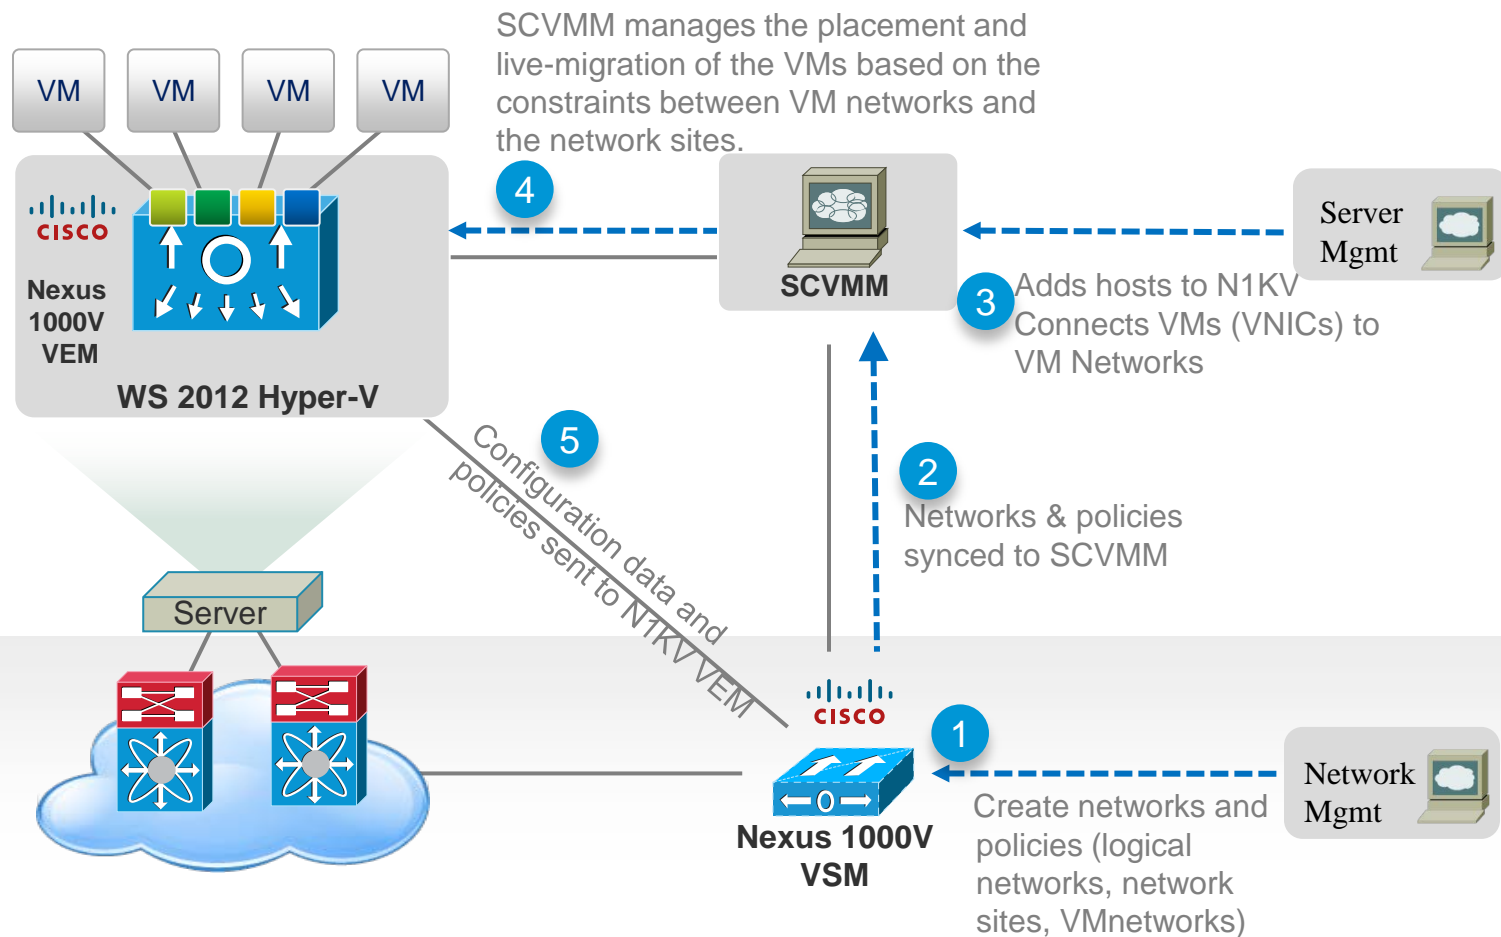 SCVMM manages the placement and
live-migration of the VMs based on the
constraints between VM networks and
the network sites.
VM
VM
VM
VM
4
CISCO
Nexus
1000V
VEM
WS 2012 Hyper-V
SCVMM
Server
Mgmt
3
Adds hosts to N1KV
Connects VMs (VNICs) to
VM Networks
5
Configuration data and
policies sent to N1KV VEM
2
Networks & policies
synced to SCVMM
Server
CISCO
1
Nexus 1000V
VSM
Network
Mgmt
Create networks and
policies (logical
networks, network
sites, VMnetworks)